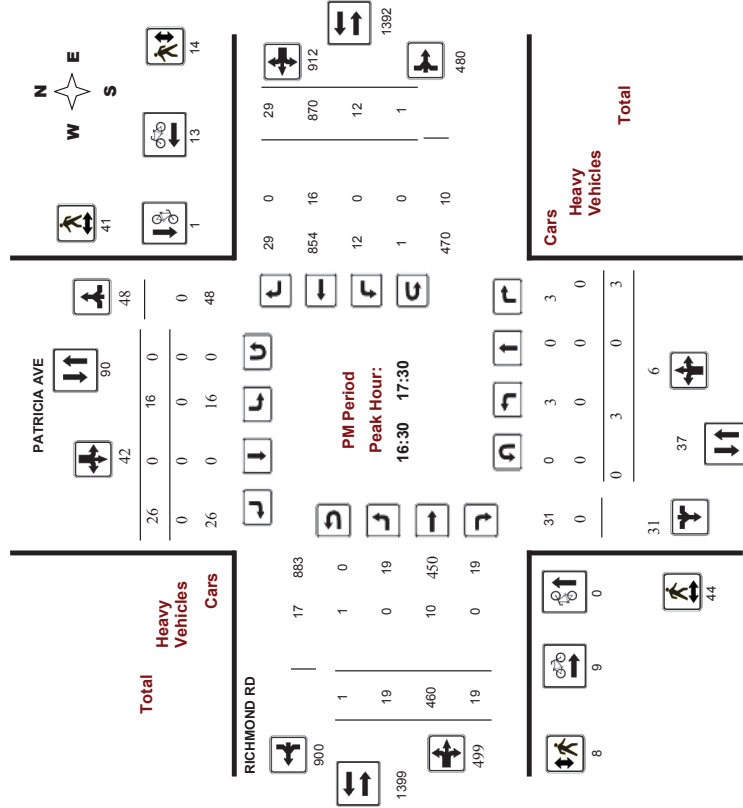 N
W E
S
41
14
1
13
PATRICIA AVE
42
90
48
26 0 16 0
0 0 0 0 0
26 0 16 0 48
Total
Heavy
Vehicles
Cars
912
1392
480
29 0 29
854 16 870
12 0 12
1 0 1
470 10
RICHMOND RD
900
1399
499
17 883
1 1 0
19 0 19
460 10 450
19 0 19
PM Period
Peak Hour:
16:30 17:30
Cars
Heavy
Vehicles
Total
31 0 3 0 3
0 0 0 0 0
0 3 0 3
31
37
6
8
9
0
44